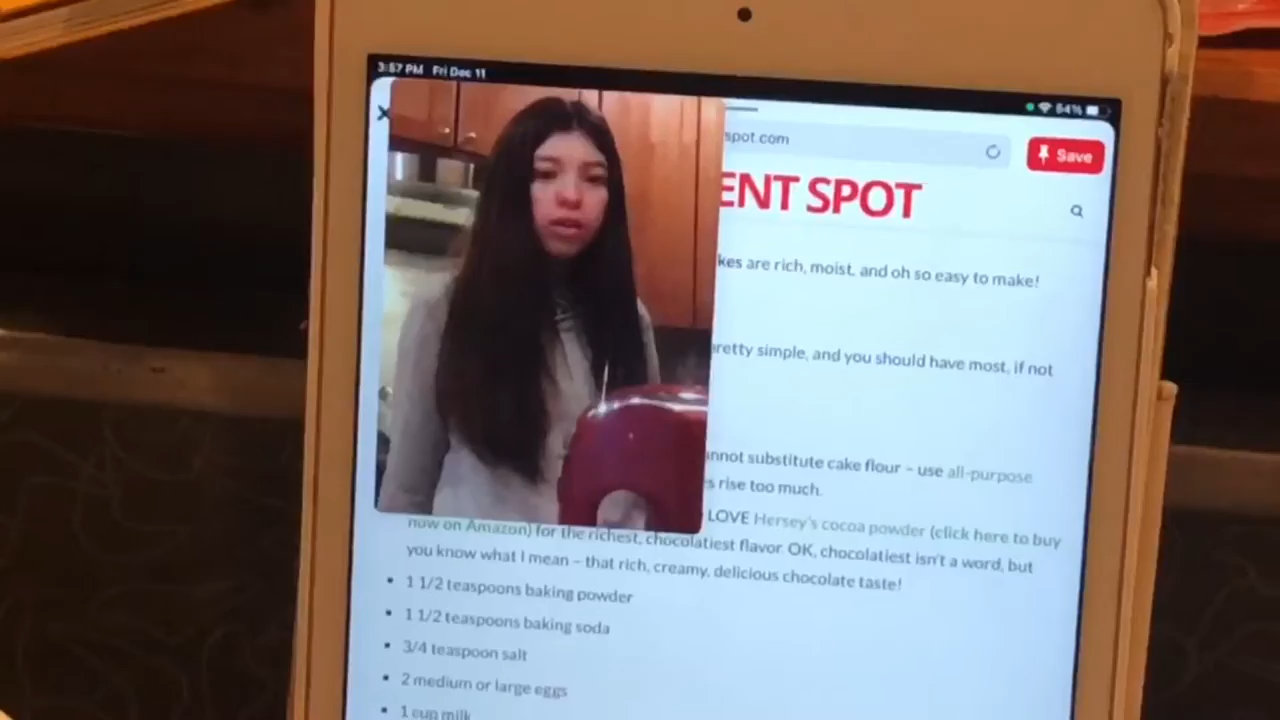 3:57 PM Fri Dec 11
54%
spot.com
Save
ENT SPOT
kes are rich, moist, and oh so easy to make!
retty simple, and you should have most, if not
annot substitute cake flour – use all-purpose
s rise too much.
LOVE Hersey's cocoa powder (click here to buy
now on Amazon) for the richest, chocolatiest flavor. OK, chocolatiest isn't a word, but
you know what I mean – that rich, creamy, delicious chocolate taste!
• 1 1/2 teaspoons baking powder
• 1 1/2 teaspoons baking soda
• 3/4 teaspoon salt
• 2 medium or large eggs
• 1 cup milk